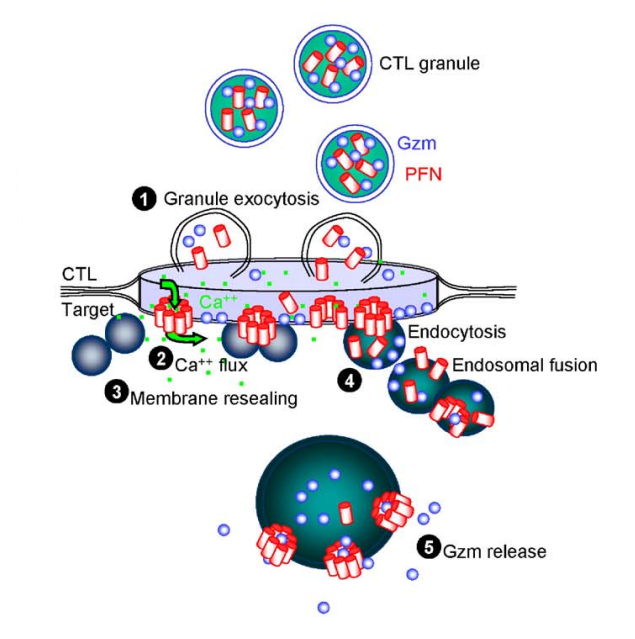 CTL granule
Gzm
PFN
1 Granule exocytosis
CTL
Ca++
Target
Endocytosis
2 Ca++ flux
Endosomal fusion
4
3 Membrane resealing
5 Gzm release